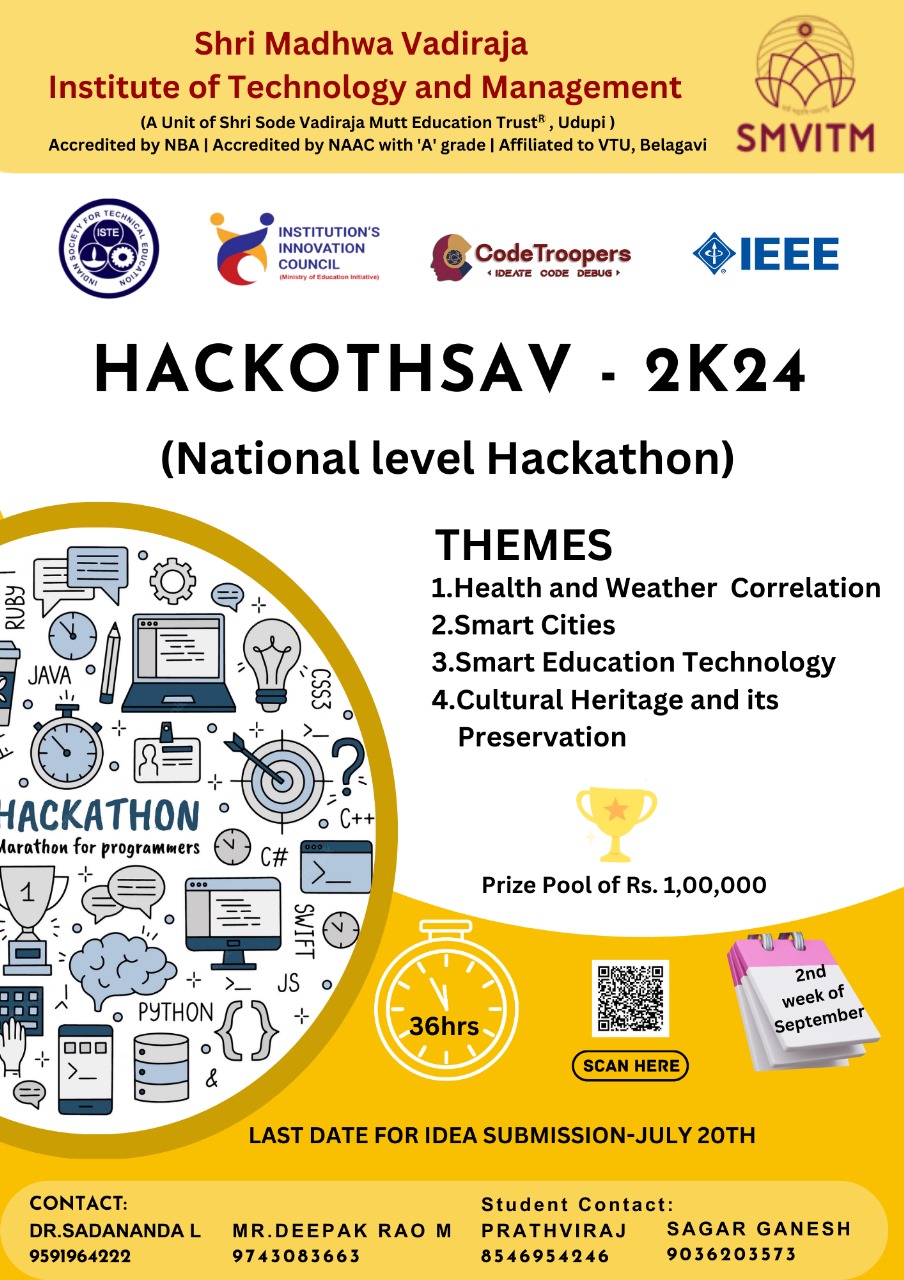 Shri Madhwa Vadiraja
Institute of Technology and Management
(A Unit of Shri Sode Vadiraja Mutt Education Trustᴿ , Udupi )
Accredited by NBA | Accredited by NAAC with 'A' grade | Affiliated to VTU, Belagavi
SMVITM
INDIAN SOCIETY FOR TECHNICAL EDUCATION
ISTE
INSTITUTION'S
INNOVATION
COUNCIL
(Ministry of Education Initiative)
CodeTroopers
IDEATE CODE DEBUG
IEEE
HACKOTHSAV - 2K24
(National level Hackathon)
THEMES
1.Health and Weather Correlation
2.Smart Cities
3.Smart Education Technology
4.Cultural Heritage and its
Preservation
RUBY
JAVA
CSS3
HACKATHON
Marathon for programmers
C++
C#
1
SWIFT
JS
PYTHON
&
Prize Pool of Rs. 1,00,000
36hrs
SCAN HERE
2nd
week of
September
LAST DATE FOR IDEA SUBMISSION-JULY 20TH
CONTACT:
DR.SADANANDA L
9591964222
MR.DEEPAK RAO M
9743083663
Student Contact:
PRATHVIRAJ
8546954246
SAGAR GANESH
9036203573